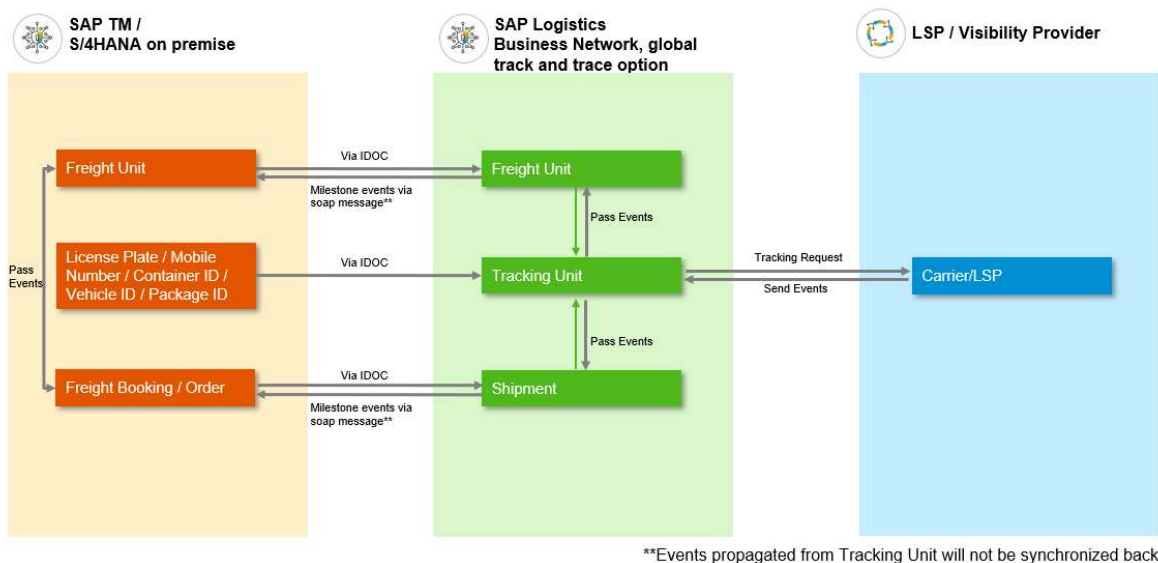 SAP TM /
S/4HANA on premise
SAP Logistics
Business Network, global
track and trace option
LSP / Visibility Provider
Freight Unit
Via IDOC
Milestone events via
soap message**
Freight Unit
Pass Events
Pass
Events
License Plate / Mobile
Number / Container ID /
Vehicle ID / Package ID
Via IDOC
Tracking Unit
Tracking Request
Send Events
Carrier/LSP
Pass Events
Freight Booking / Order
Via IDOC
Milestone events via
soap message**
Shipment
**Events propagated from Tracking Unit will not be synchronized back